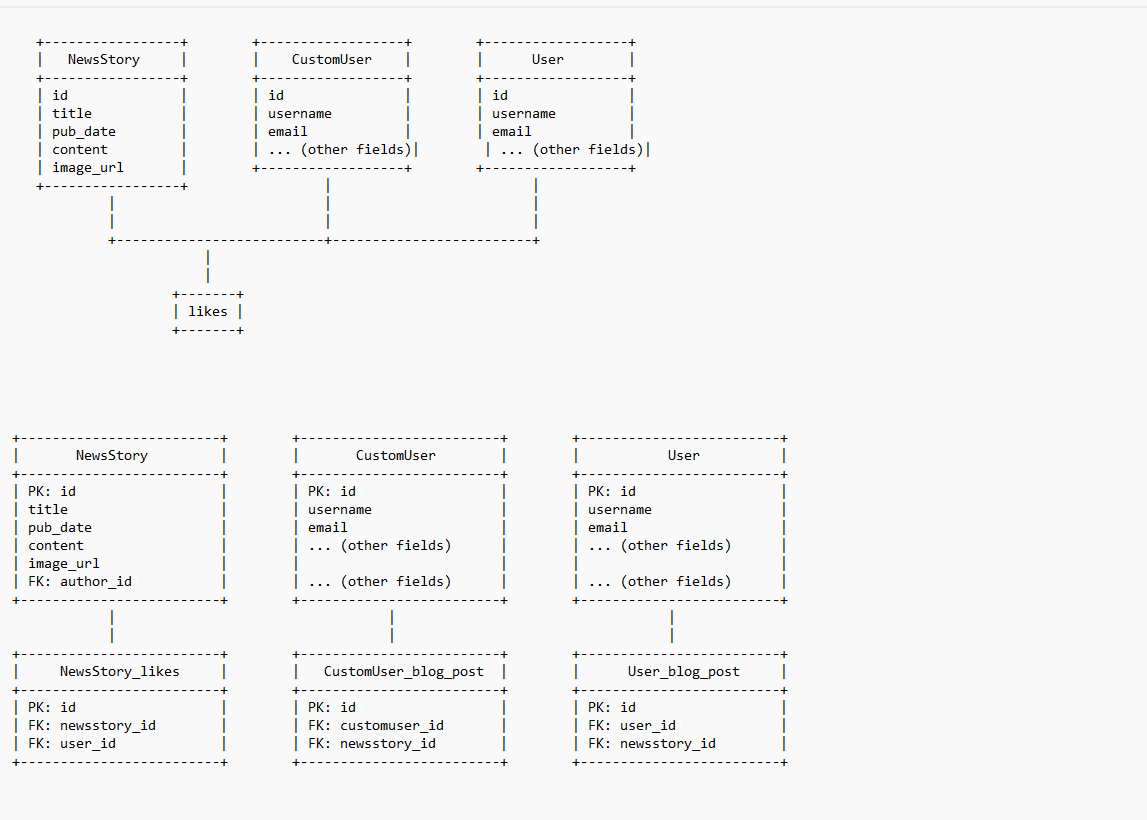 +-----------------+        +------------------+        +------------------+
|   NewsStory     |        |    CustomUser    |        |      User        |
+-----------------+        +------------------+        +------------------+
| id              |        | id               |        | id               |
| title           |        | username         |        | username         |
| pub_date        |        | email            |        | email            |
| content         |        | ... (other fields)|        | ... (other fields)|
| image_url       |        +------------------+        +------------------+
+-----------------+                 |                         |
         |                          |                         |
         |                          |                         |
         +--------------------------+-------------------------+
                     |
                     |
                 +-------+
                 | likes |
                 +-------+
+-------------------------+        +-------------------------+        +-------------------------+
|       NewsStory         |        |       CustomUser        |        |          User           |
+-------------------------+        +-------------------------+        +-------------------------+
| PK: id                  |        | PK: id                  |        | PK: id                  |
| title                   |        | username                |        | username                |
| pub_date                |        | email                   |        | email                   |
| content                 |        | ... (other fields)      |        | ... (other fields)      |
| image_url               |        |                         |        |                         |
| FK: author_id           |        | ... (other fields)      |        | ... (other fields)      |
+-------------------------+        +-------------------------+        +-------------------------+
            |                                  |                                  |
            |                                  |                                  |
+-------------------------+        +-------------------------+        +-------------------------+
|     NewsStory_likes     |        |   CustomUser_blog_post  |        |      User_blog_post     |
+-------------------------+        +-------------------------+        +-------------------------+
| PK: id                  |        | PK: id                  |        | PK: id                  |
| FK: newsstory_id        |        | FK: customuser_id       |        | FK: user_id             |
| FK: user_id             |        | FK: newsstory_id        |        | FK: newsstory_id        |
+-------------------------+        +-------------------------+        +-------------------------+